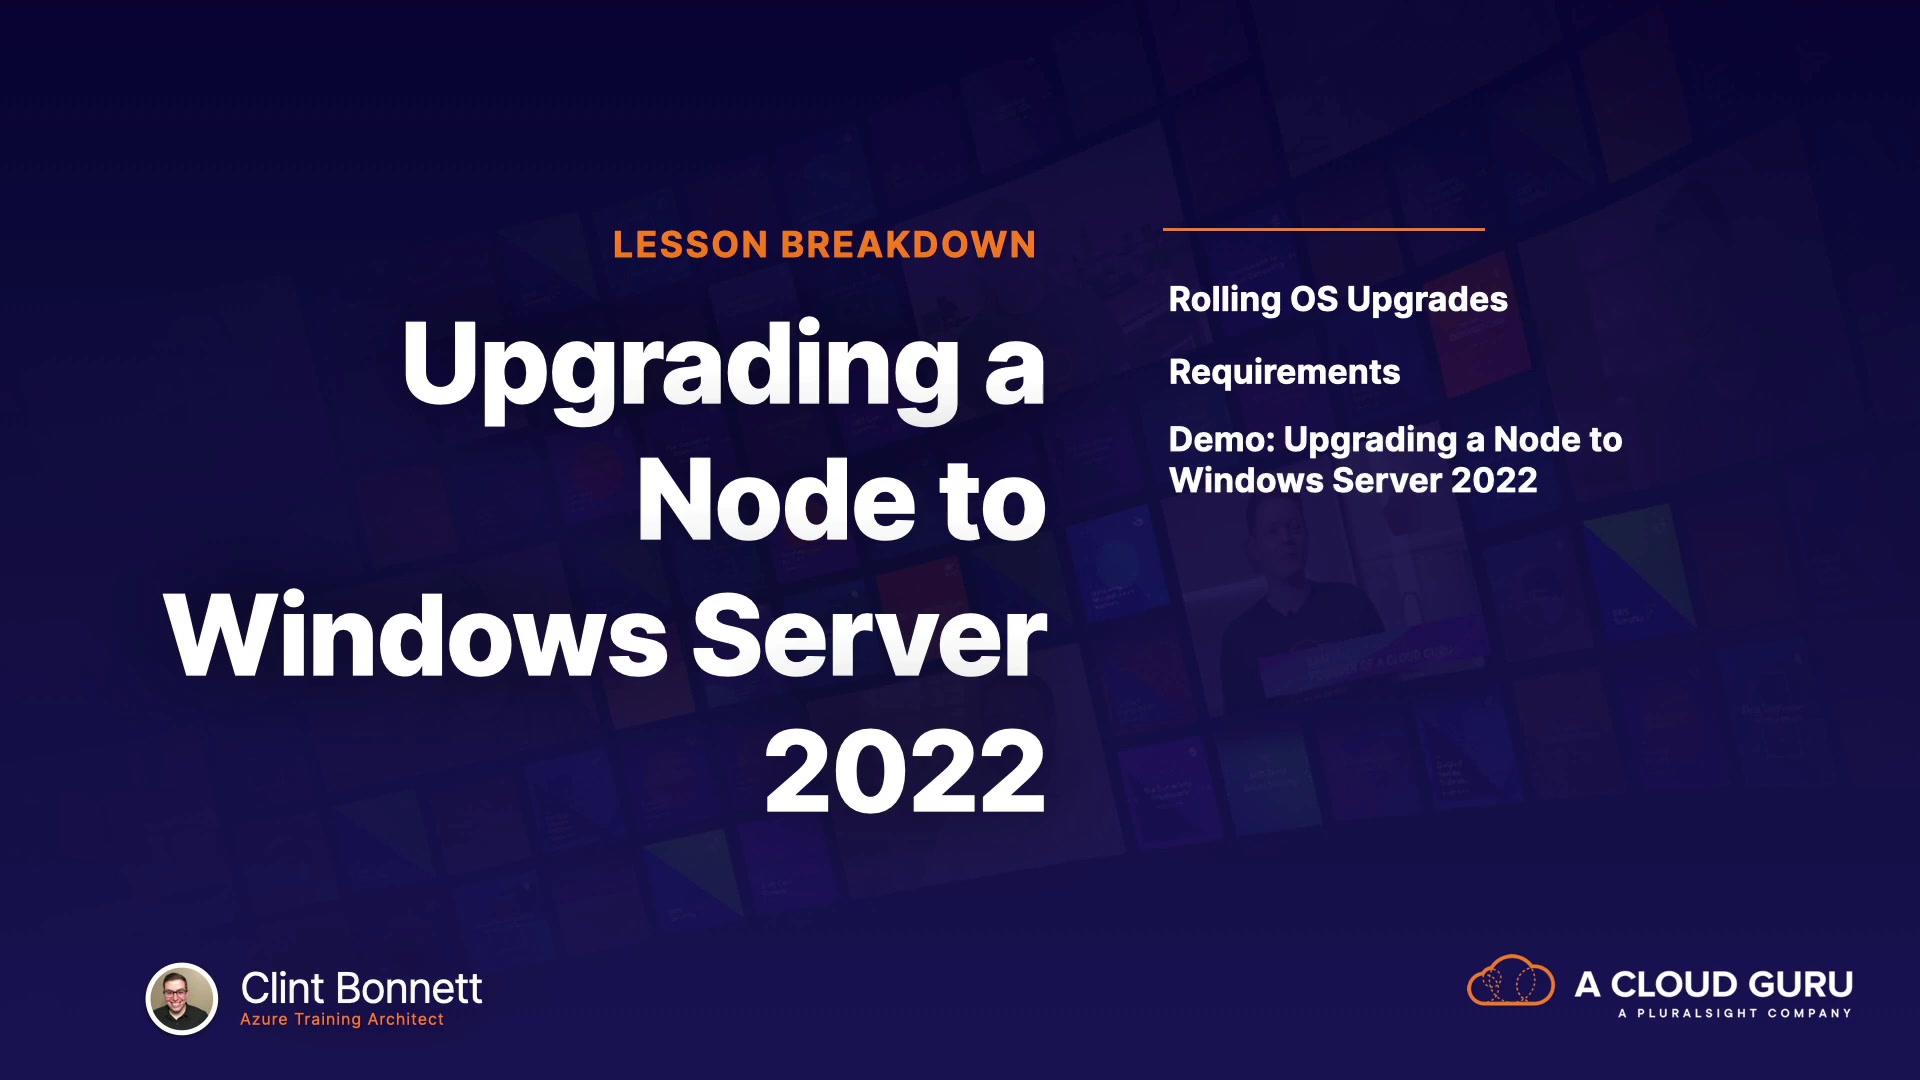 LESSON BREAKDOWN
Upgrading a
Node to
Windows Server
2022
Rolling OS Upgrades
Requirements
Demo: Upgrading a Node to
Windows Server 2022
Clint Bonnett
Azure Training Architect
A CLOUD GURU
A PLURALSIGHT COMPANY